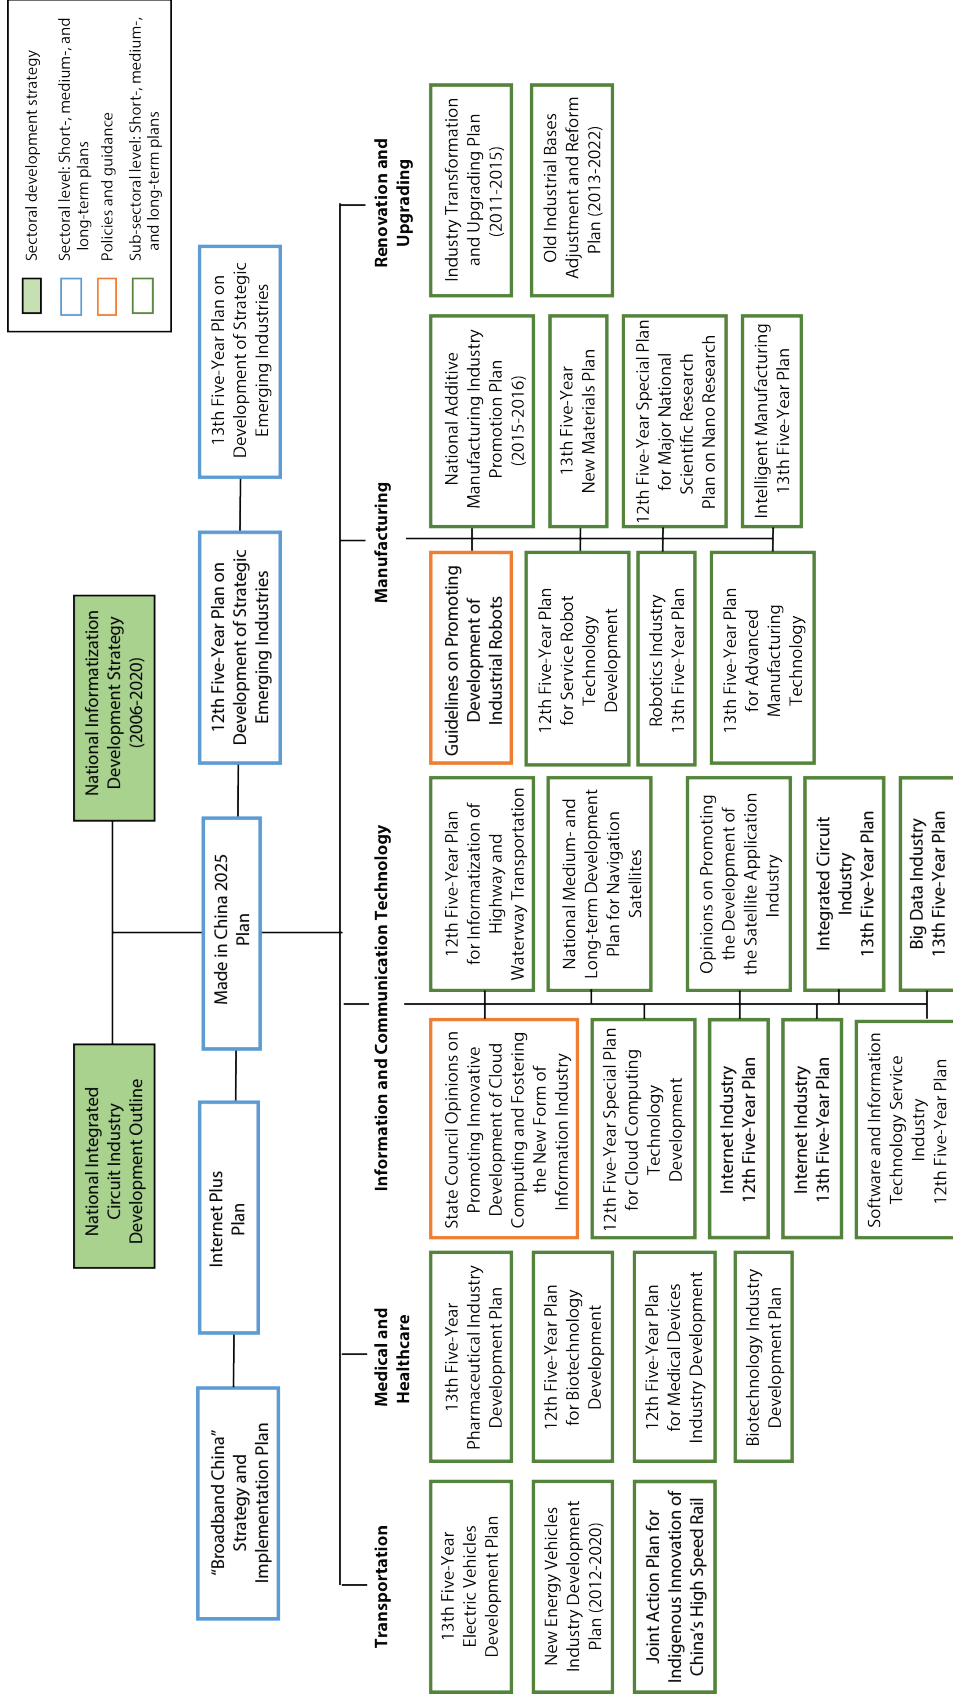 Sectoral development strategy
Sectoral level: Short-, medium-, and
long-term plans
Policies and guidance
Sub-sectoral level: Short-, medium-,
and long-term plans
National Integrated
Circuit Industry
Development Outline
National Informatization
Development Strategy
(2006-2020)
“Broadband China”
Strategy and
Implementation Plan
Internet Plus
Plan
Made in China 2025
Plan
12th Five-Year Plan on
Development of Strategic
Emerging Industries
13th Five-Year Plan on
Development of Strategic
Emerging Industries
Transportation
13th Five-Year
Electric Vehicles
Development Plan
New Energy Vehicles
Industry Development
Plan (2012-2020)
Joint Action Plan for
Indigenous Innovation of
China’s High Speed Rail
Medical and
Healthcare
13th Five-Year
Pharmaceutical Industry
Development Plan
12th Five-Year Plan
for Biotechnology
Development
12th Five-Year Plan
for Medical Devices
Industry Development
Biotechnology Industry
Development Plan
Information and Communication Technology
State Council Opinions on
Promoting Innovative
Development of Cloud
Computing and Fostering
the New Form of
Information Industry
12th Five-Year Special Plan
for Cloud Computing
Technology
Development
Internet Industry
12th Five-Year Plan
Internet Industry
13th Five-Year Plan
Software and Information
Technology Service
Industry
12th Five-Year Plan
12th Five-Year Plan
for Informatization of
Highway and
Waterway Transportation
National Medium- and
Long-term Development
Plan for Navigation
Satellites
Opinions on Promoting
the Development of
the Satellite Application
Industry
Integrated Circuit
Industry
13th Five-Year Plan
Big Data Industry
13th Five-Year Plan
Manufacturing
Guidelines on Promoting
Development of
Industrial Robots
12th Five-Year Plan
for Service Robot
Technology
Development
Robotics Industry
13th Five-Year Plan
13th Five-Year Plan
for Advanced
Manufacturing
Technology
National Additive
Manufacturing Industry
Promotion Plan
(2015-2016)
13th Five-Year
New Materials Plan
12th Five-Year Special Plan
for Major National
Scientific Research
Plan on Nano Research
Intelligent Manufacturing
13th Five-Year Plan
Renovation and
Upgrading
Industry Transformation
and Upgrading Plan
(2011-2015)
Old Industrial Bases
Adjustment and Reform
Plan (2013-2022)